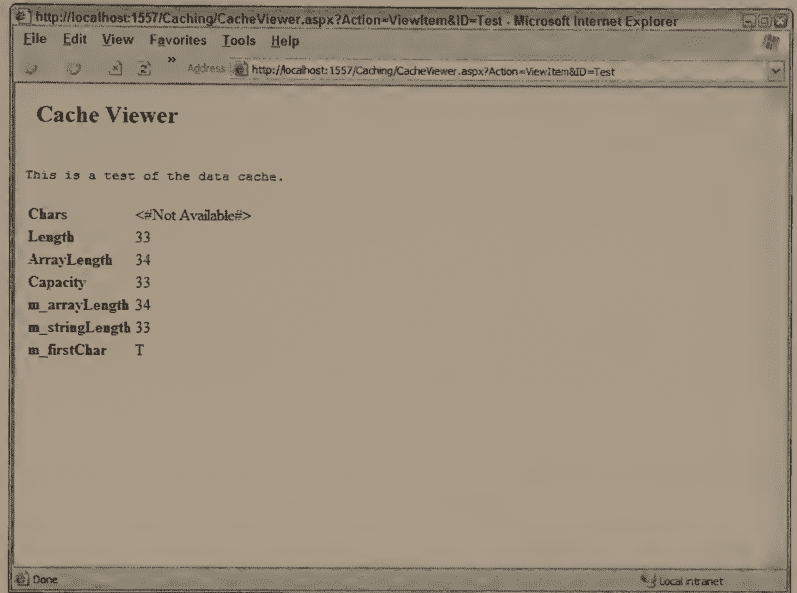 http://localhost:1557/Caching/CacheViewer.aspx?Action=ViewItem&ID=Test - Microsoft Internet Explorer
File Edit View Favorites Tools Help
» Address http://localhost:1557/Caching/CacheViewer.aspx?Action=ViewItem&ID=Test
Cache Viewer
This is a test of the data cache.
Chars <#Not Available#>
Length 33
ArrayLength 34
Capacity 33
m_arrayLength 34
m_stringLength 33
m_firstChar T
Done Local intranet